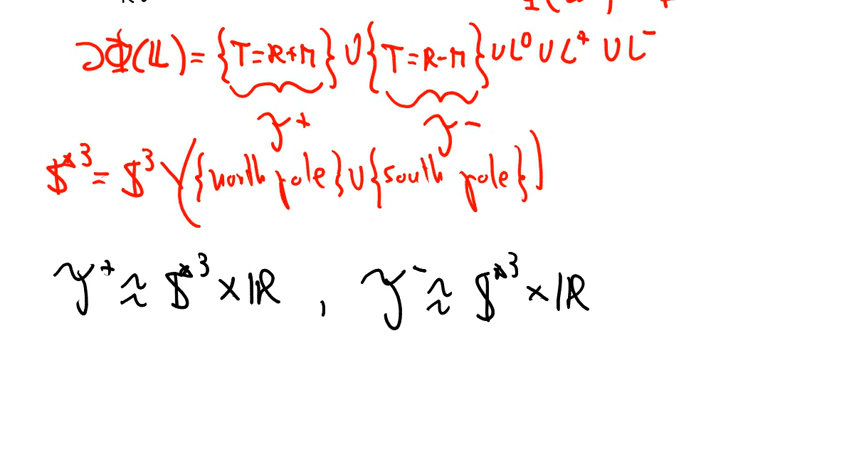 ∂Φ(𝕃) = {T=R+π} ∪ {T=R-π} ∪ L⁰ ∪ L⁺ ∪ L⁻
𝒥⁺ 𝒥⁻
𝕊*³ = 𝕊³ \ ({north pole} ∪ {south pole})
𝒥⁺ ≈ 𝕊*³ × ℝ , 𝒥⁻ ≈ 𝕊*³ × ℝ